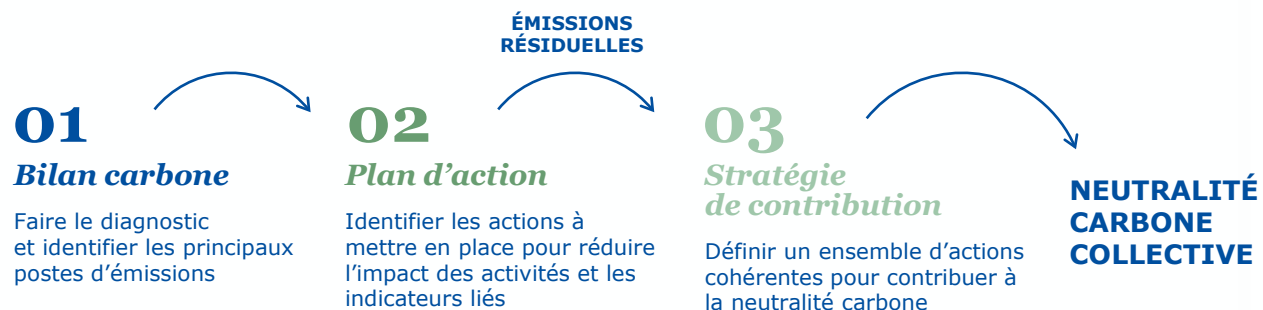 ÉMISSIONS
RÉSIDUELLES
01
Bilan carbone
Faire le diagnostic
et identifier les principaux
postes d’émissions
02
Plan d’action
Identifier les actions à
mettre en place pour réduire
l’impact des activités et les
indicateurs liés
03
Stratégie
de contribution
Définir un ensemble d’actions
cohérentes pour contribuer à
la neutralité carbone
NEUTRALITÉ
CARBONE
COLLECTIVE